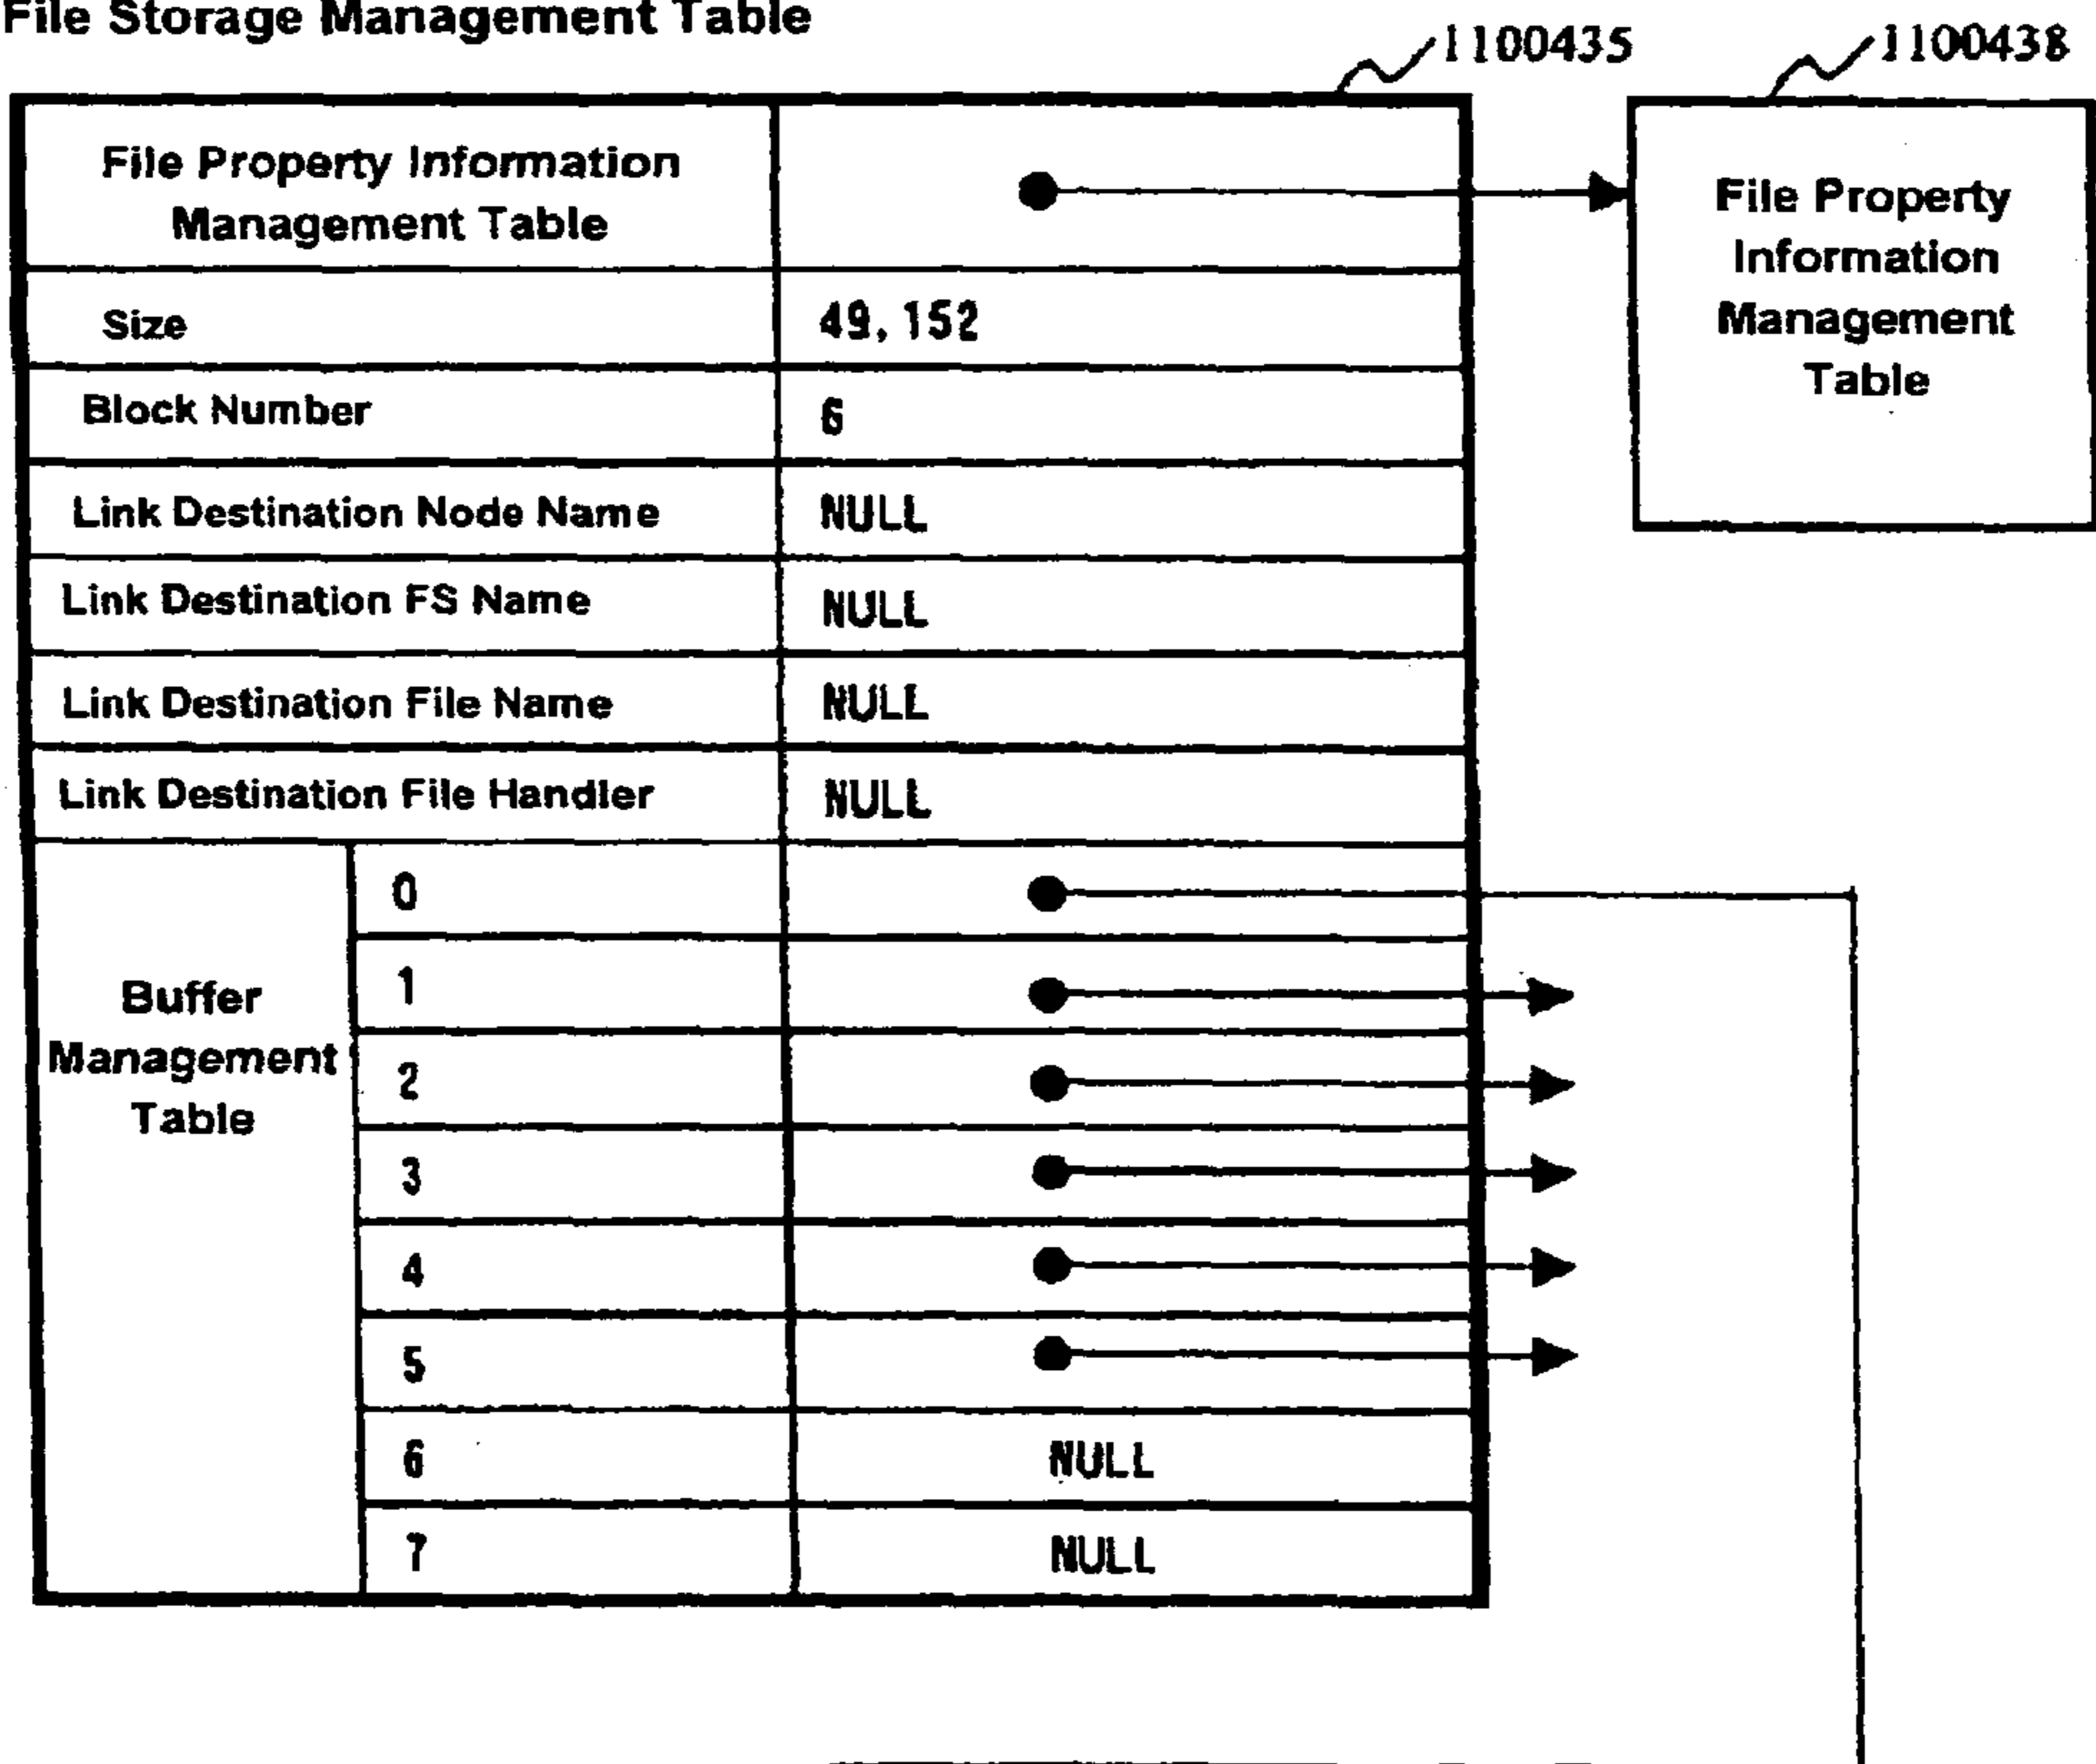 File Storage Management Table
1100435
1100438
File Property Information
Management Table
File Property
Information
Management
Table
Size
49,152
Block Number
6
Link Destination Node Name
NULL
Link Destination FS Name
NULL
Link Destination File Name
NULL
Link Destination File Handler
NULL
Buffer
Management
Table
0
1
2
3
4
5
6
NULL
7
NULL